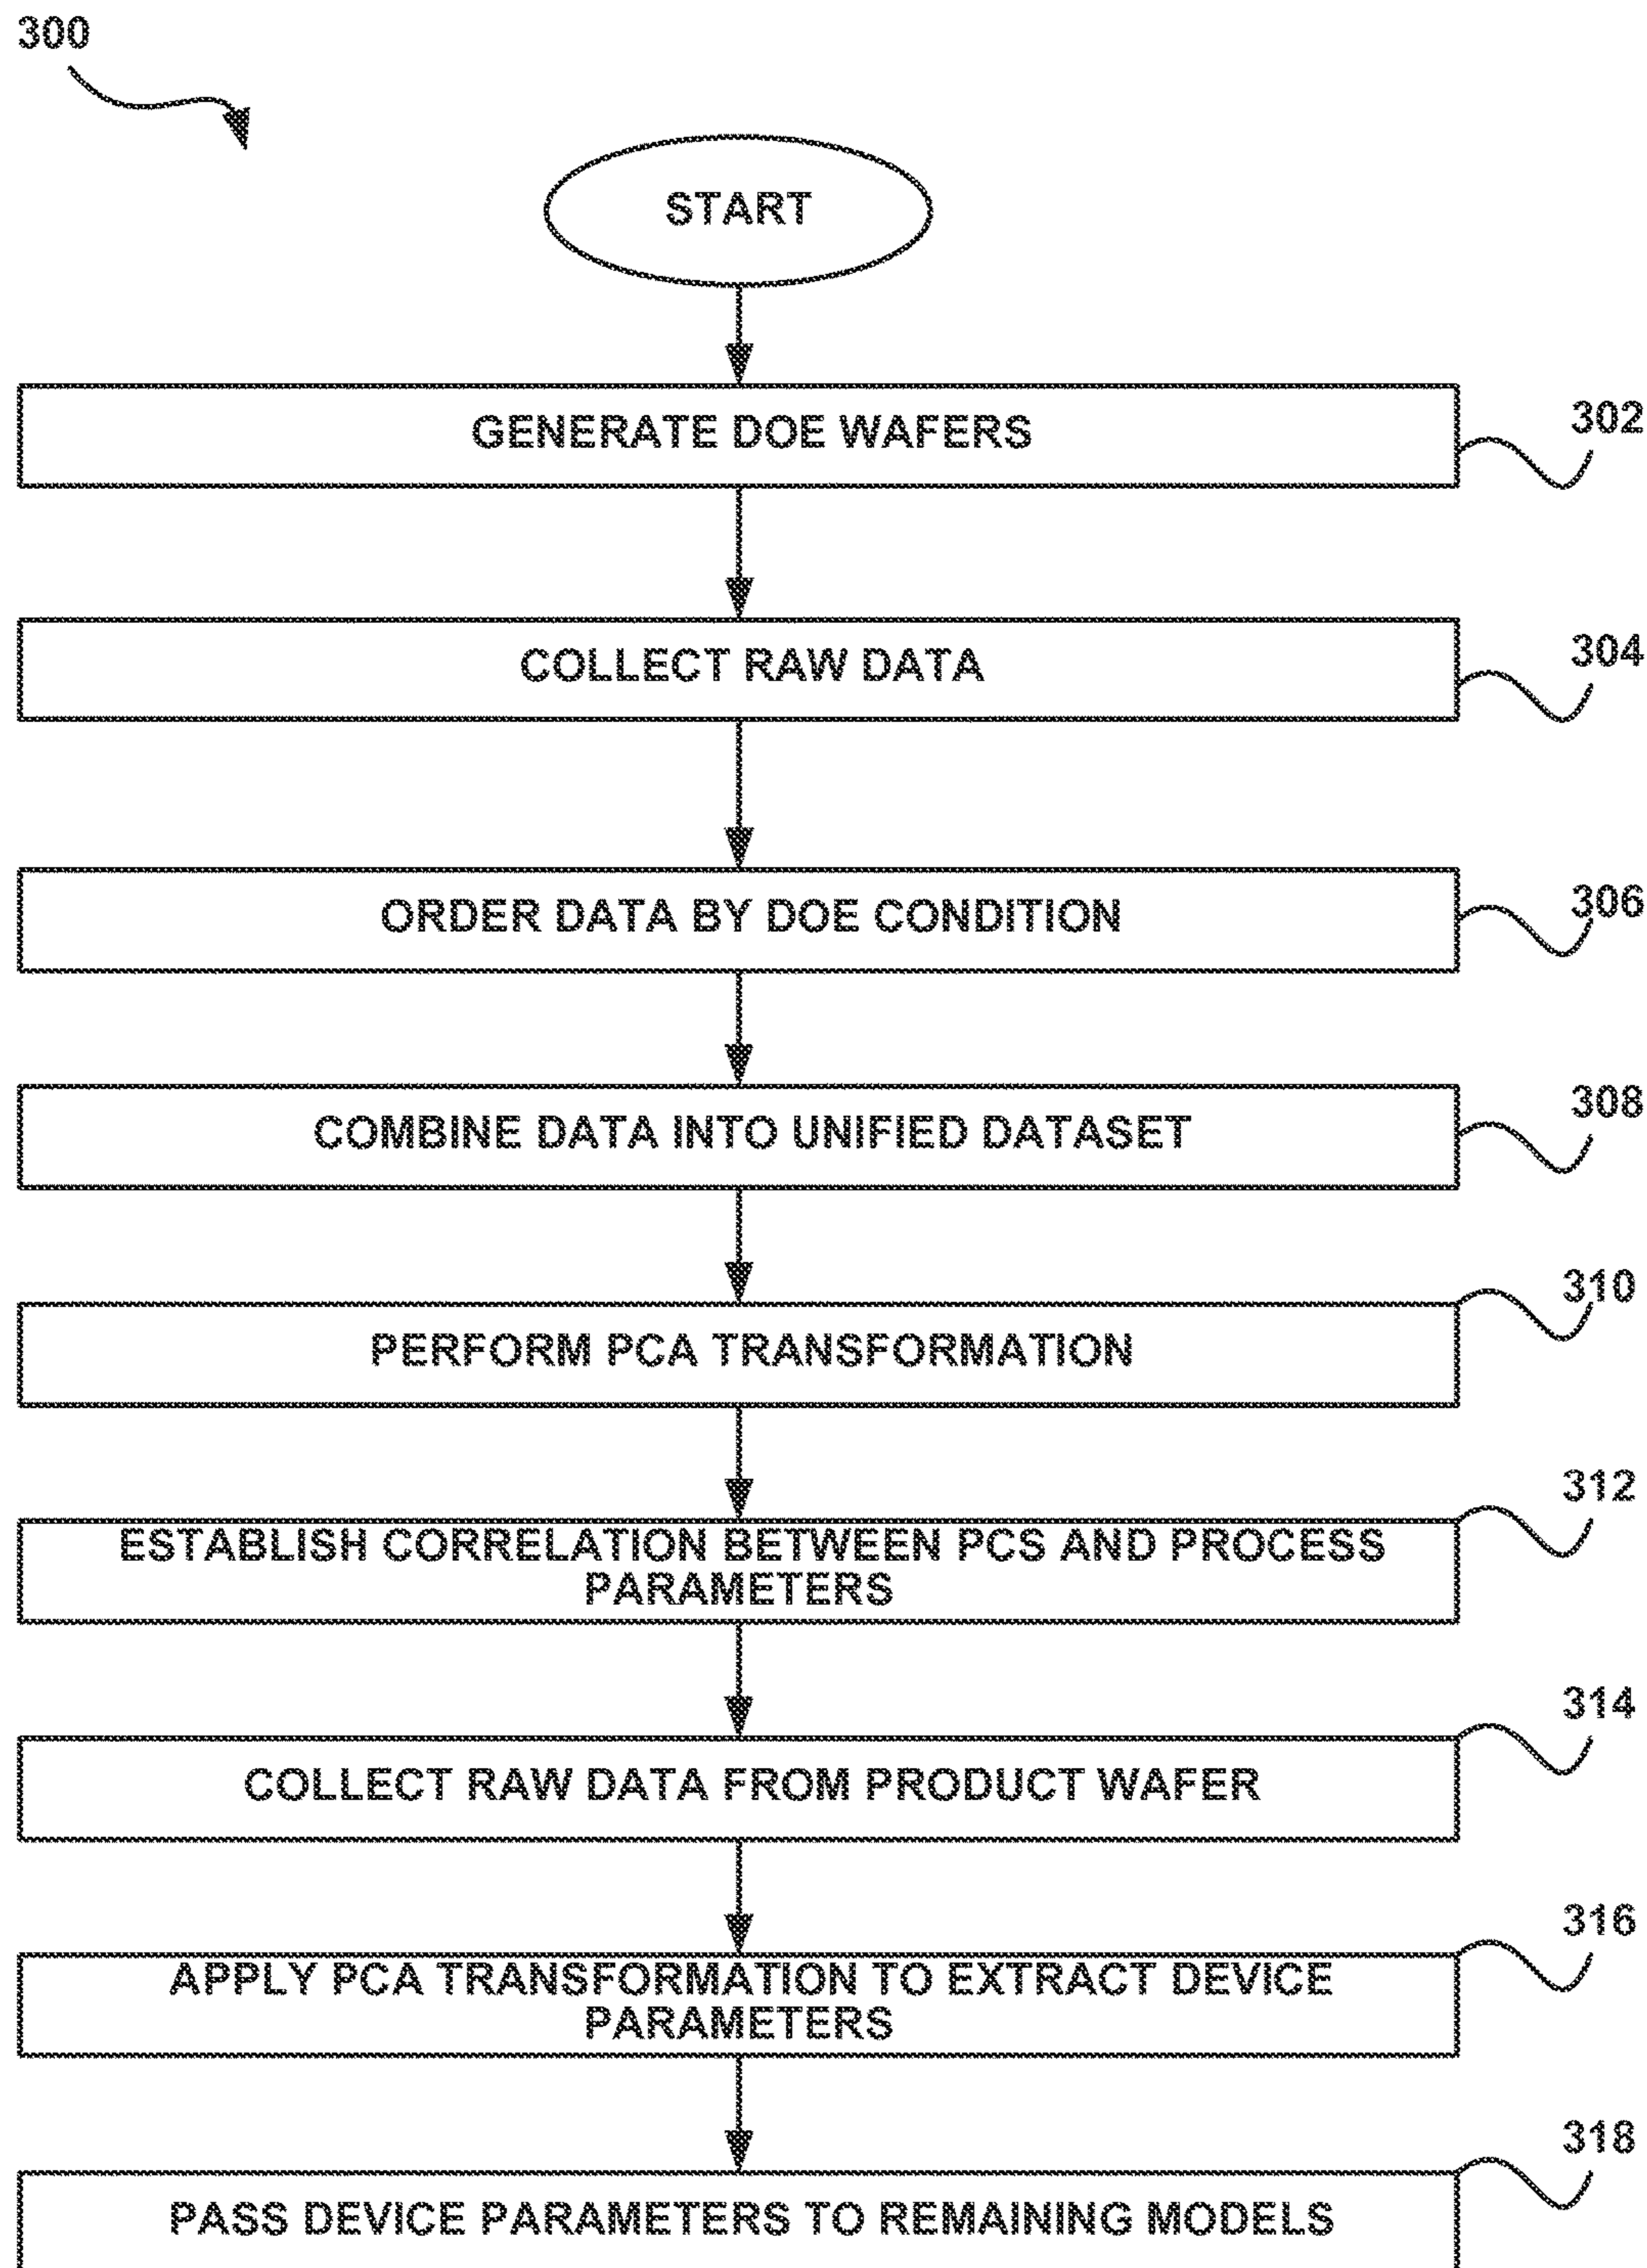 300
START
GENERATE DOE WAFERS
302
COLLECT RAW DATA
304
ORDER DATA BY DOE CONDITION
306
COMBINE DATA INTO UNIFIED DATASET
308
PERFORM PCA TRANSFORMATION
310
ESTABLISH CORRELATION BETWEEN PCS AND PROCESS
PARAMETERS
312
COLLECT RAW DATA FROM PRODUCT WAFER
314
APPLY PCA TRANSFORMATION TO EXTRACT DEVICE
PARAMETERS
316
PASS DEVICE PARAMETERS TO REMAINING MODELS
318